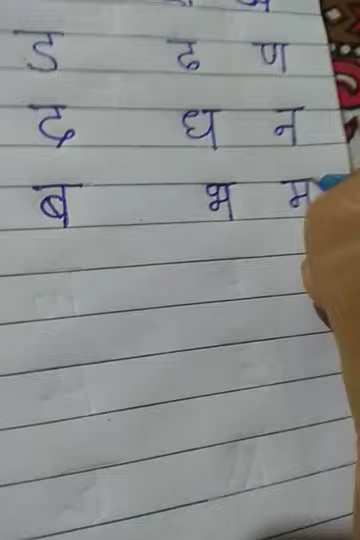 ड ढ ण
द ध न
ब भ म